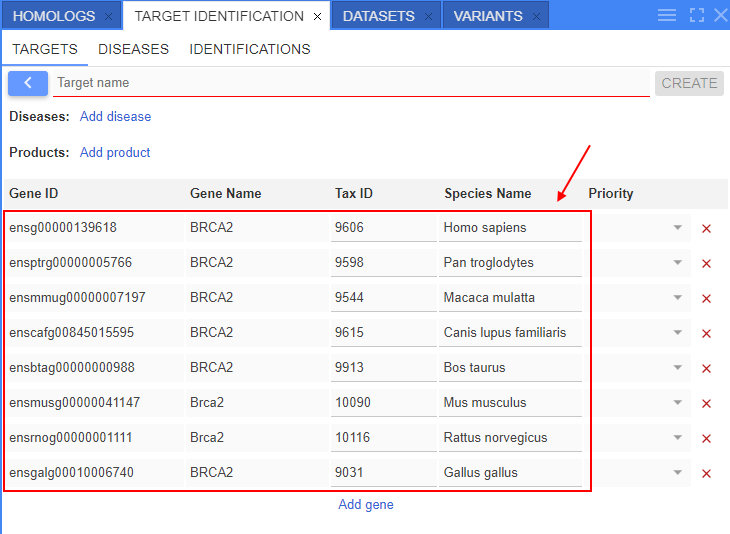 HOMOLOGS × TARGET IDENTIFICATION × DATASETS × VARIANTS ×
TARGETS DISEASES IDENTIFICATIONS
Target name CREATE
Diseases: Add disease
Products: Add product
Gene ID Gene Name Tax ID Species Name Priority
ensg00000139618 BRCA2 9606 Homo sapiens
ensptrg00000005766 BRCA2 9598 Pan troglodytes
ensmmug00000007197 BRCA2 9544 Macaca mulatta
enscafg00845015595 BRCA2 9615 Canis lupus familiaris
ensbtag00000000988 BRCA2 9913 Bos taurus
ensmusg00000041147 Brca2 10090 Mus musculus
ensrnog00000001111 Brca2 10116 Rattus norvegicus
ensgalg00010006740 BRCA2 9031 Gallus gallus
Add gene